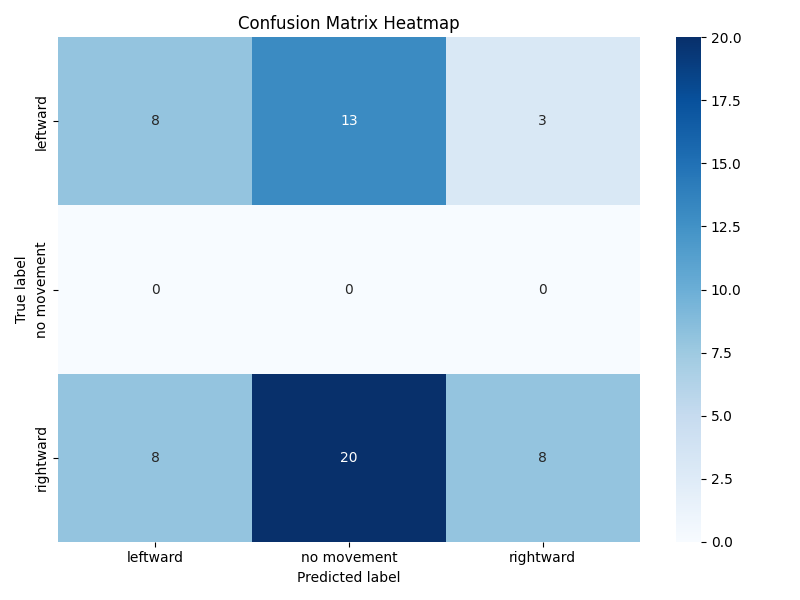 Confusion Matrix Heatmap
True label
leftward
8 13 3
no movement
0 0 0
rightward
8 20 8
leftward no movement rightward
Predicted label
20.0
17.5
15.0
12.5
10.0
7.5
5.0
2.5
0.0